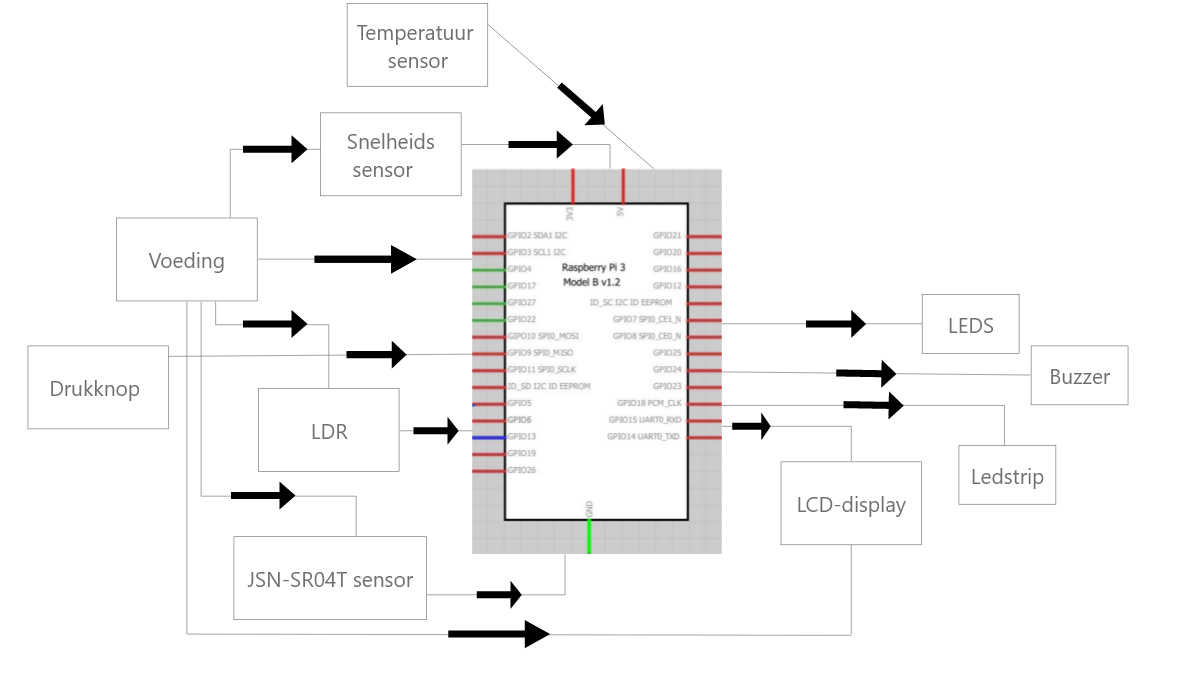 Temperatuur
sensor
Snelheids
sensor
Voeding
Drukknop
LDR
JSN-SR04T sensor
3V3
5V
GPIO2 SDA1 I2C
GPIO3 SCL1 I2C
GPIO4
GPIO17
GPIO27
GPIO22
GIPO10 SPI0_MOSI
GPIO9 SPI0_MISO
GPIO11 SPI0_SCLK
ID_SD I2C ID EEPROM
GPIO5
GPIO6
GPIO13
GPIO19
GPIO26
Raspberry Pi 3
Model B v1.2
GPIO21
GPIO20
GPIO16
GPIO12
ID_SC I2C ID EEPROM
GPIO7 SPI0_CE1_N
GPIO8 SPI0_CE0_N
GPIO25
GPIO24
GPIO23
GPIO18 PCM_CLK
GPIO15 UART0_RXD
GPIO14 UART0_TXD
GND
LEDS
Buzzer
Ledstrip
LCD-display